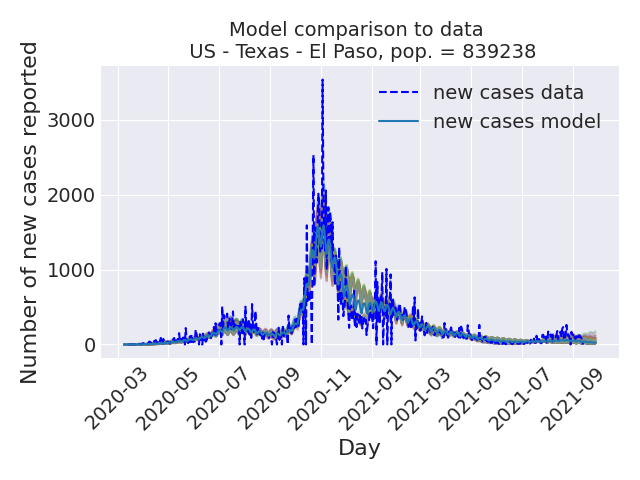 Model comparison to data
US - Texas - El Paso, pop. = 839238
Number of new cases reported
3000
2000
1000
0
new cases data
new cases model
2020-03
2020-05
2020-07
2020-09
2020-11
2021-01
2021-03
2021-05
2021-07
2021-09
Day